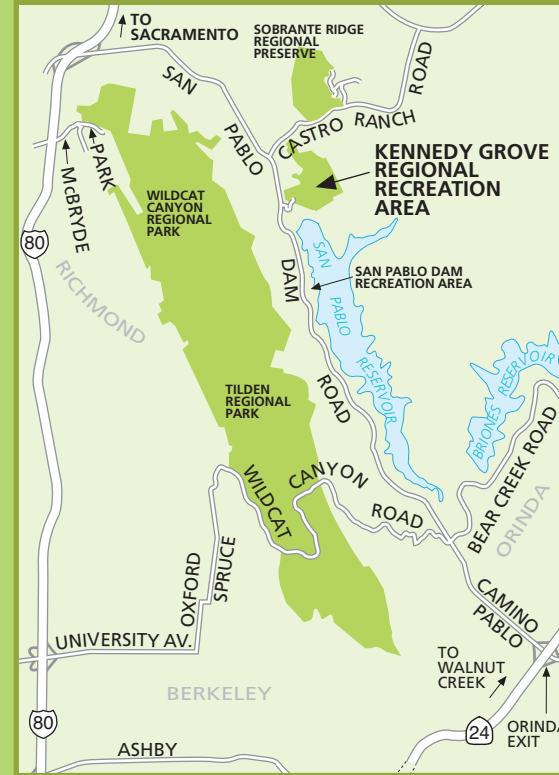 TO
SACRAMENTO
SOBRANTE RIDGE
REGIONAL
PRESERVE
SAN
PABLO
DAM
ROAD
CASTRO RANCH
ROAD
KENNEDY GROVE
REGIONAL
RECREATION
AREA
PARK
McBRYDE
WILDCAT
CANYON
REGIONAL
PARK
80
RICHMOND
SAN PABLO DAM
RECREATION AREA
SAN
PABLO
RESERVOIR
BRIONES RESERVOIR
TILDEN
REGIONAL
PARK
WILDCAT
CANYON
ROAD
BEAR CREEK ROAD
ORINDA
OXFORD
SPRUCE
UNIVERSITY AV.
CAMINO
PABLO
TO
WALNUT
CREEK
BERKELEY
80
24
ORINDA
EXIT
ASHBY